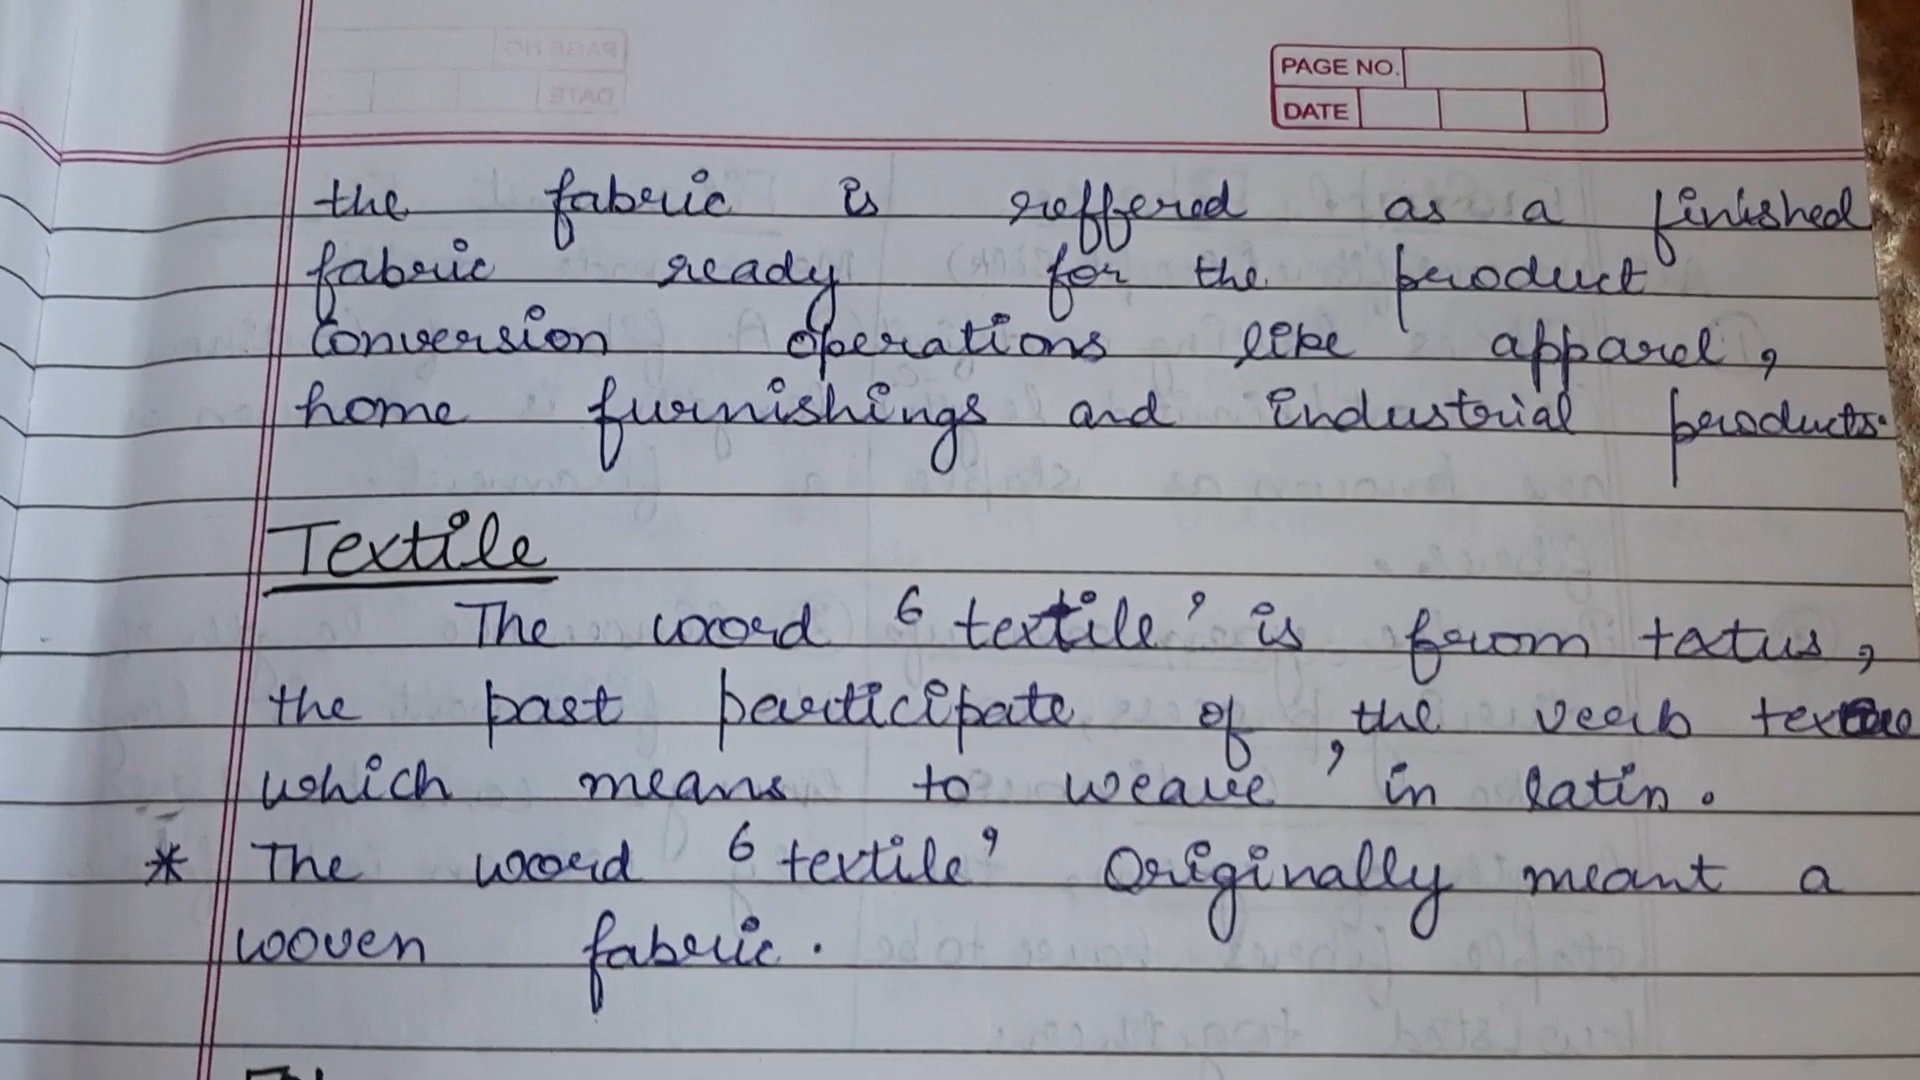 PAGE NO.
DATE
the fabric is reffered as a finished
fabric ready for the product
Conversion operations like apparel,
home furnishings and industrial products.
Textile
The word 'textile' is from tatus,
the past participate of the verb
which means to weave' in latin.
* The word 'textile' Originally meant a
wooven fabric.